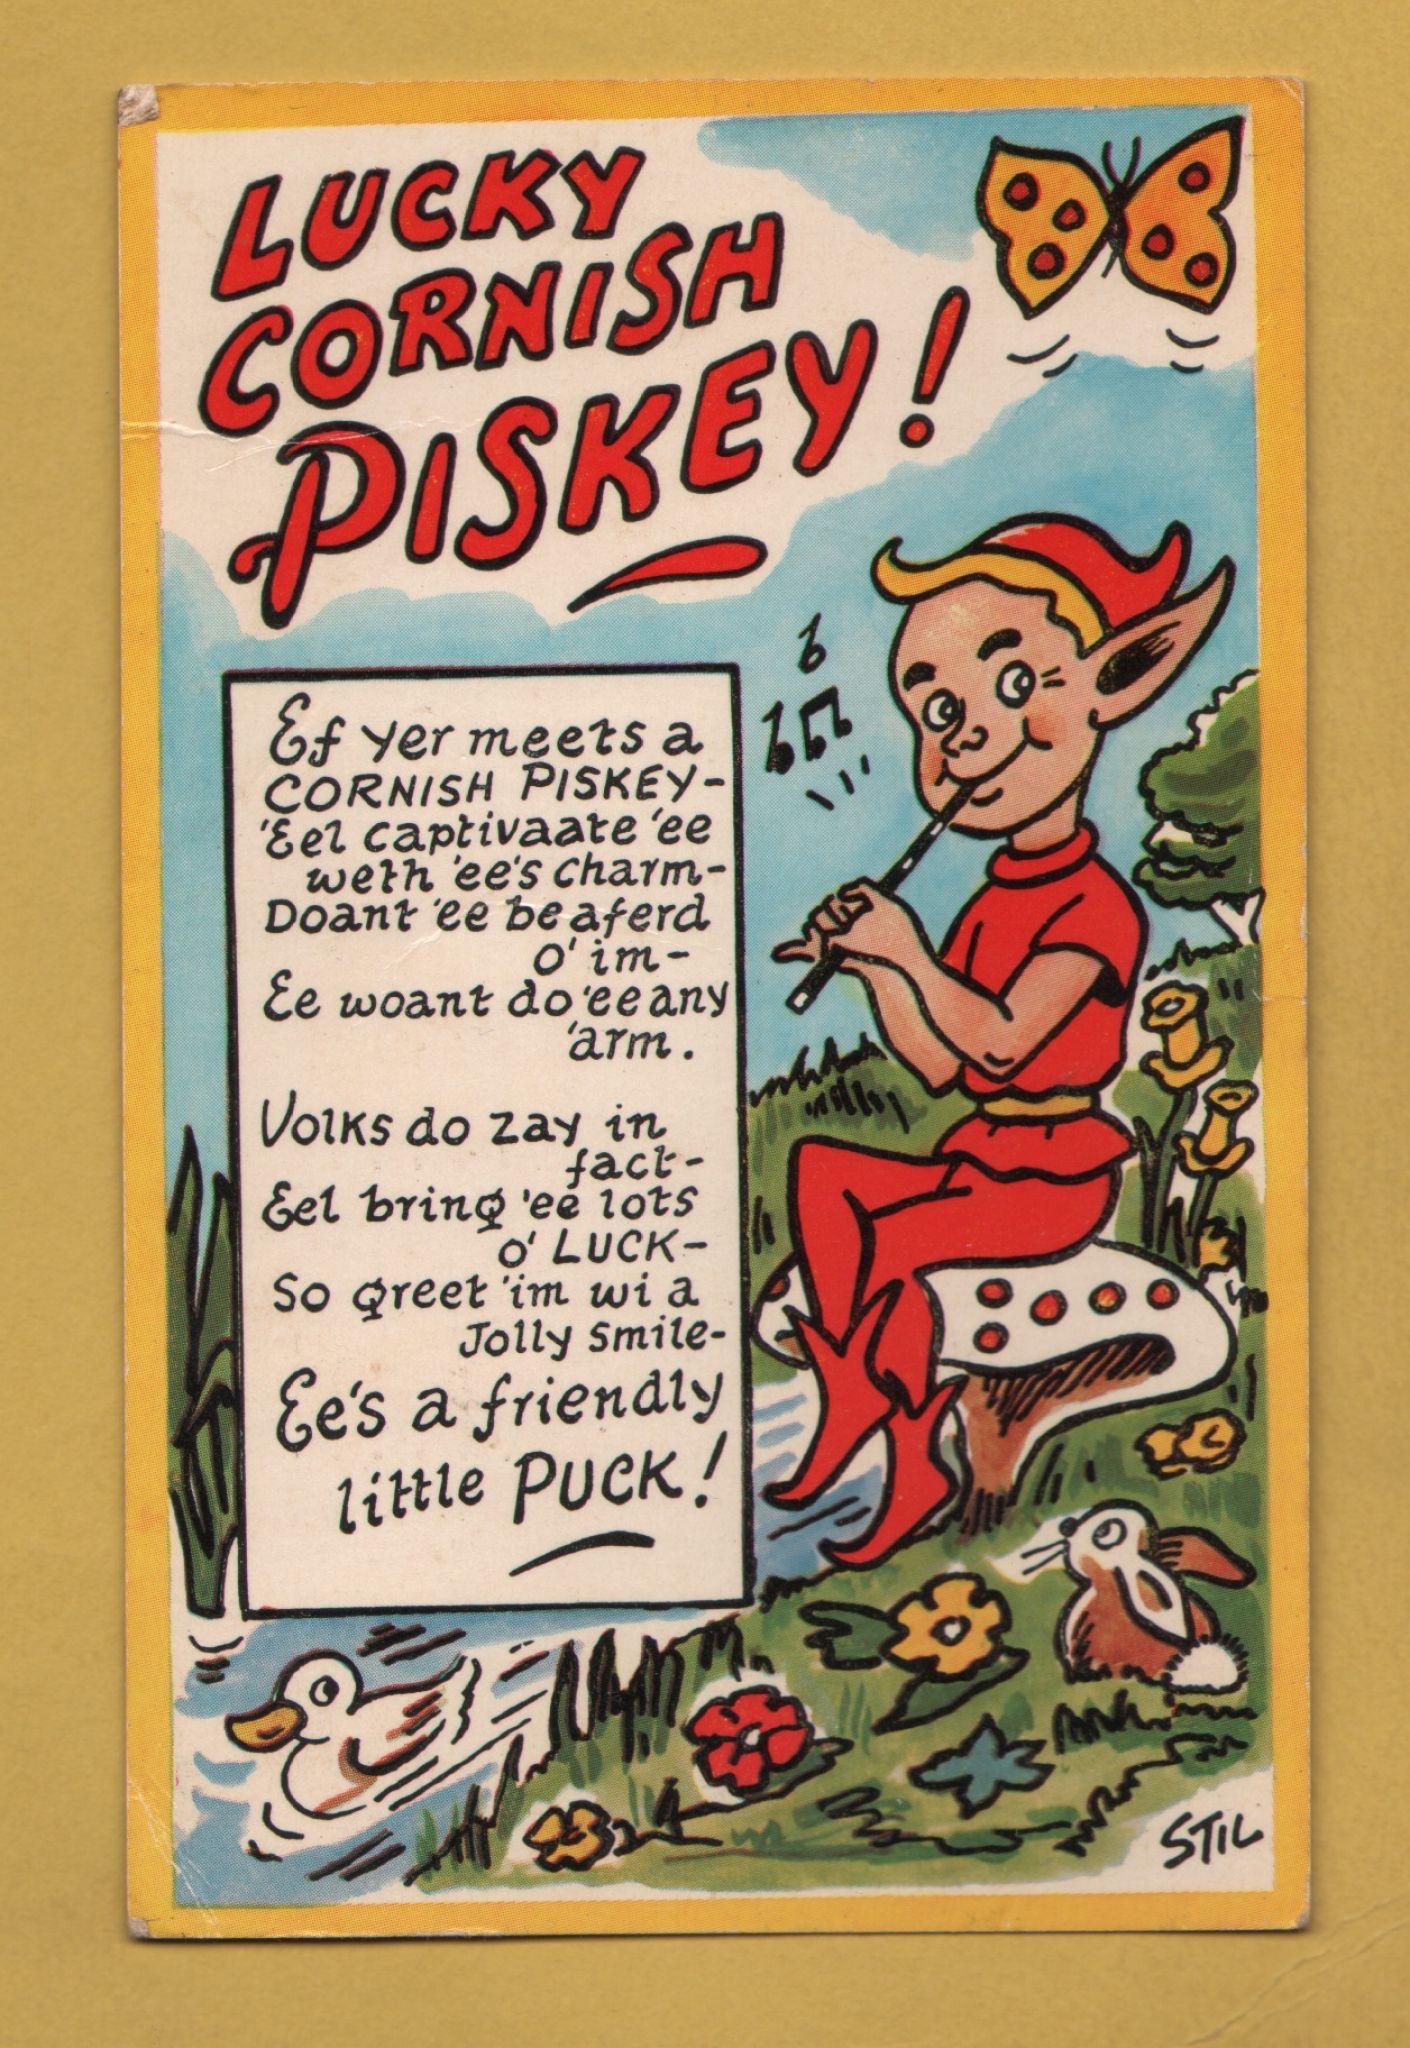 LUCKY
CORNISH
PISKEY!
Ef yer meets a
CORNISH PISKEY-
'Eel captivaate 'ee
weth 'ee's charm-
Doant 'ee be aferd
o' im-
Ee woant do 'ee any
'arm.
Volks do zay in
fact-
Eel bring 'ee lots
o' LUCK-
So greet 'im wi a
Jolly smile-
Ee's a friendly
little PUCK!
STIL